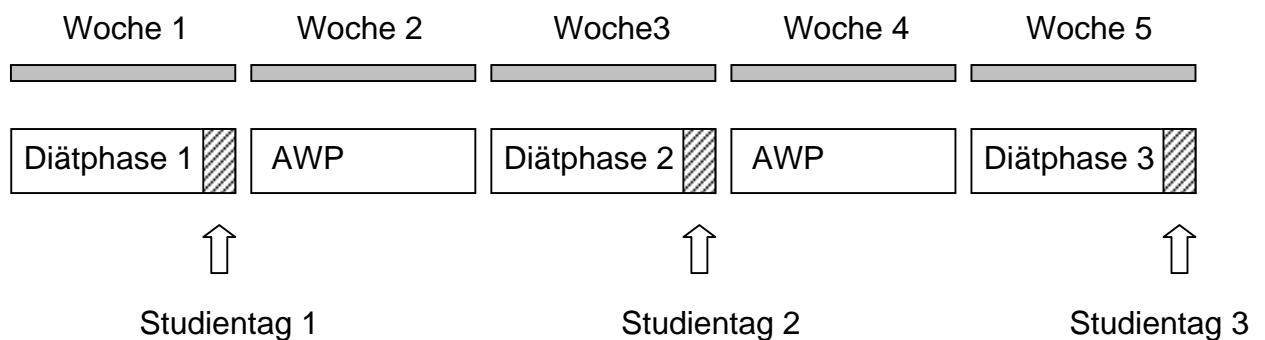 Woche 1 Woche 2 Woche3 Woche 4 Woche 5
Diätphase 1 AWP Diätphase 2 AWP Diätphase 3
Studientag 1 Studientag 2 Studientag 3